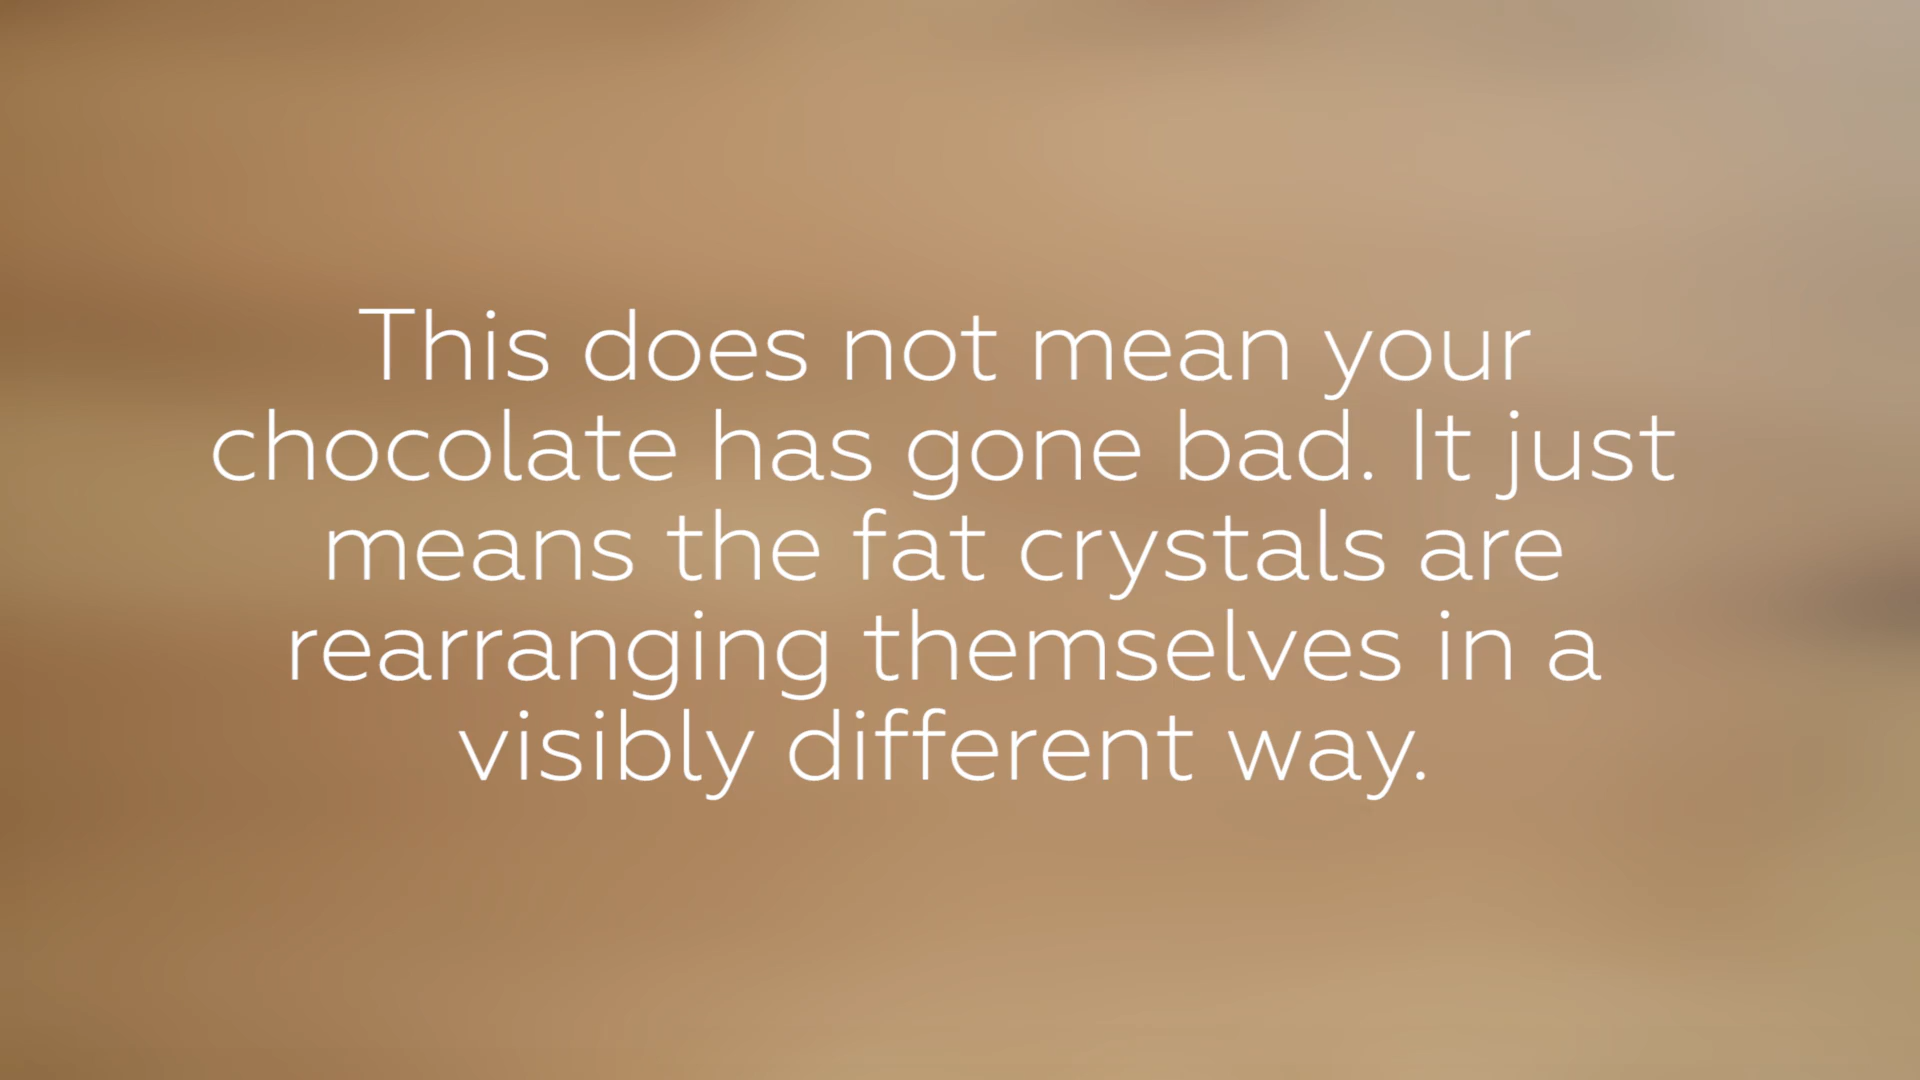 This does not mean your
chocolate has gone bad. It just
means the fat crystals are
rearranging themselves in a
visibly different way.